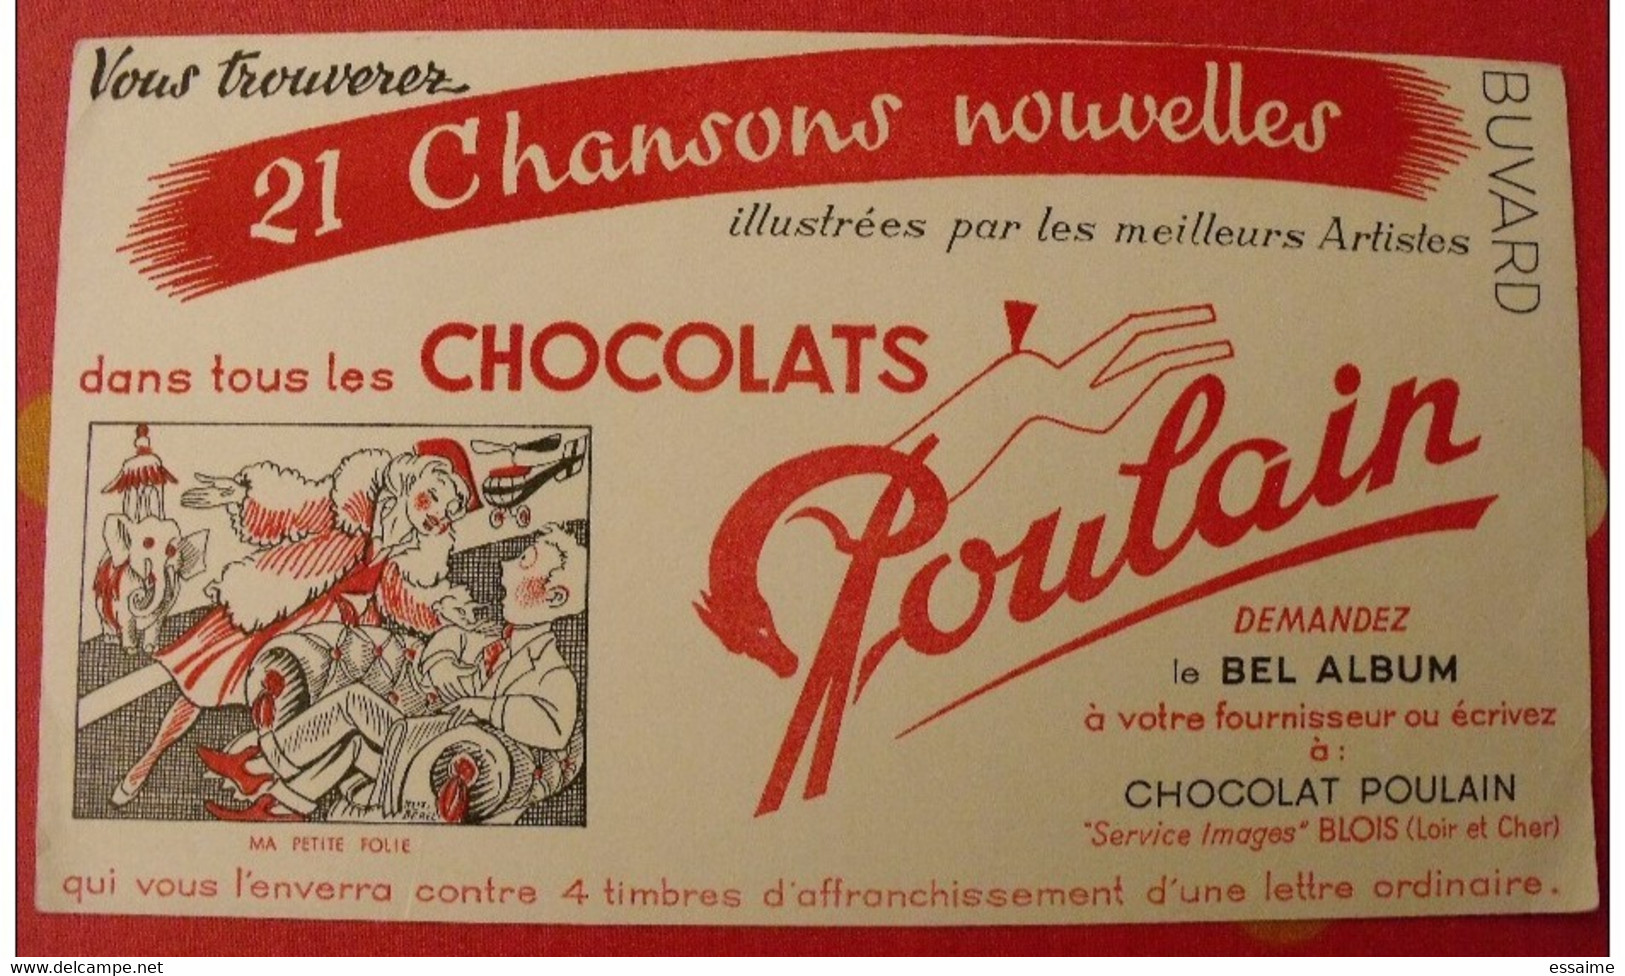 Vous trouverez
21 Chansons nouvelles
BUVARD
illustrées par les meilleurs Artistes
dans tous les CHOCOLATS
Poulain
DEMANDEZ
le BEL ALBUM
à votre fournisseur ou écrivez
à :
CHOCOLAT POULAIN
"Service Images" BLOIS (Loir et Cher)
MA PETITE FOLIE
qui vous l'enverra contre 4 timbres d'affranchissement d'une lettre ordinaire.
www.delcampe.net
essaime